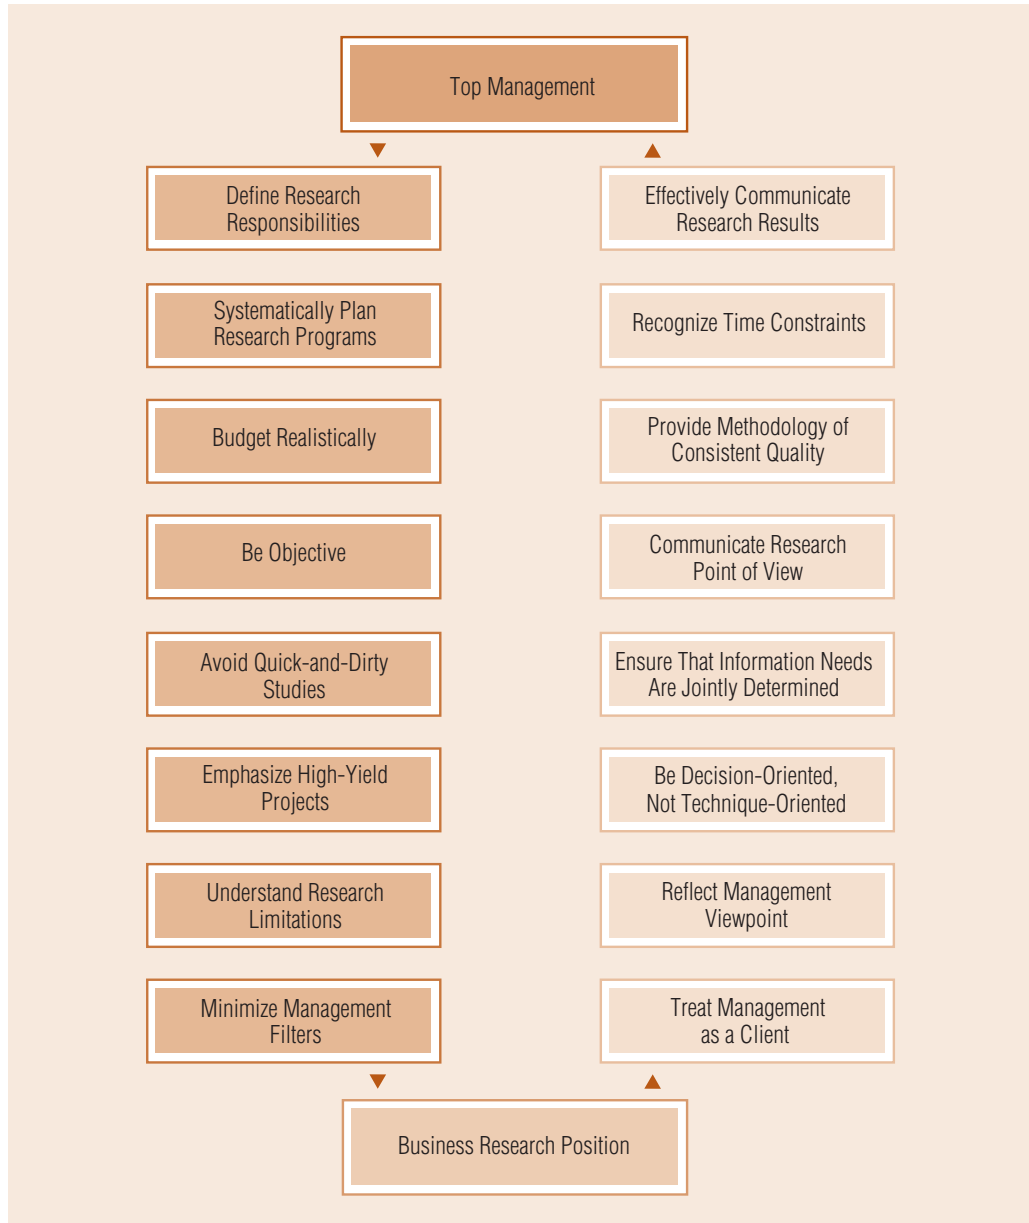 Top Management
Define Research
Responsibilities
Effectively Communicate
Research Results
Systematically Plan
Research Programs
Recognize Time Constraints
Budget Realistically
Provide Methodology of
Consistent Quality
Be Objective
Communicate Research
Point of View
Avoid Quick-and-Dirty
Studies
Ensure That Information Needs
Are Jointly Determined
Emphasize High-Yield
Projects
Be Decision-Oriented,
Not Technique-Oriented
Understand Research
Limitations
Reflect Management
Viewpoint
Minimize Management
Filters
Treat Management
as a Client
Business Research Position